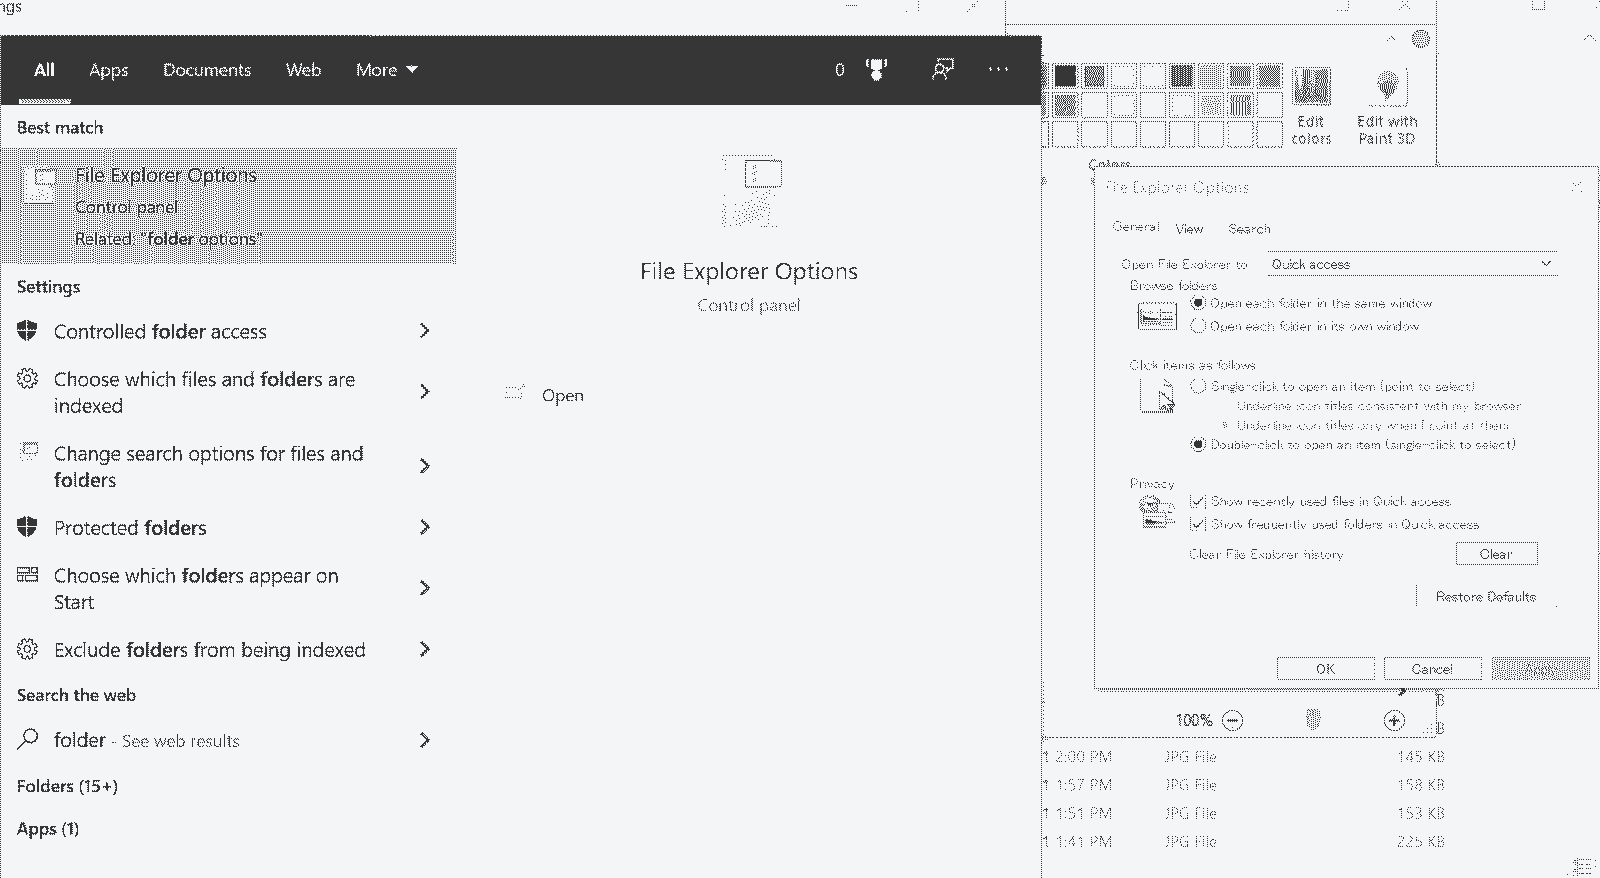 ngs
All Apps Documents Web More 0
Best match
File Explorer Options
Control panel
Related: "folder options"
Settings
Controlled folder access
Choose which files and folders are
indexed
Change search options for files and
folders
Protected folders
Choose which folders appear on
Start
Exclude folders from being indexed
Search the web
folder - See web results
Folders (15+)
Apps (1)
File Explorer Options
Control panel
Open
Edit
colors
Edit with
Paint 3D
Colors
File Explorer Options
General View Search
Open File Explorer to: Quick access
Browse folders
Open each folder in the same window
Open each folder in its own window
Click items as follows
Single-click to open an item (point to select)
Underline icon titles consistent with my browser
Underline icon titles only when I point at them
Double-click to open an item (single-click to select)
Privacy
Show recently used files in Quick access
Show frequently used folders in Quick access
Clear File Explorer history Clear
Restore Defaults
OK Cancel Apply
100%
B
B
1 2:00 PM JPG File 145 KB
1 1:57 PM JPG File 158 KB
1 1:51 PM JPG File 153 KB
1 1:41 PM JPG File 225 KB